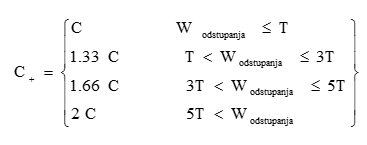 C W odstupanja ≤ T
1.33 C T < W odstupanja ≤ 3T
C + =
1.66 C 3T < W odstupanja ≤ 5T
2 C 5T < W odstupanja